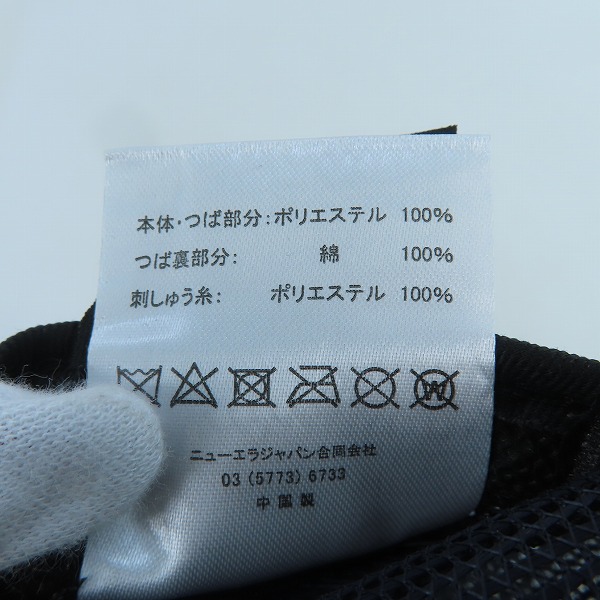 本体・つば部分:ポリエステル 100%
つば裏部分: 綿 100%
刺しゅう糸: ポリエステル 100%
W
ニューエラジャパン合同会社
03 (5773) 6733
中国製